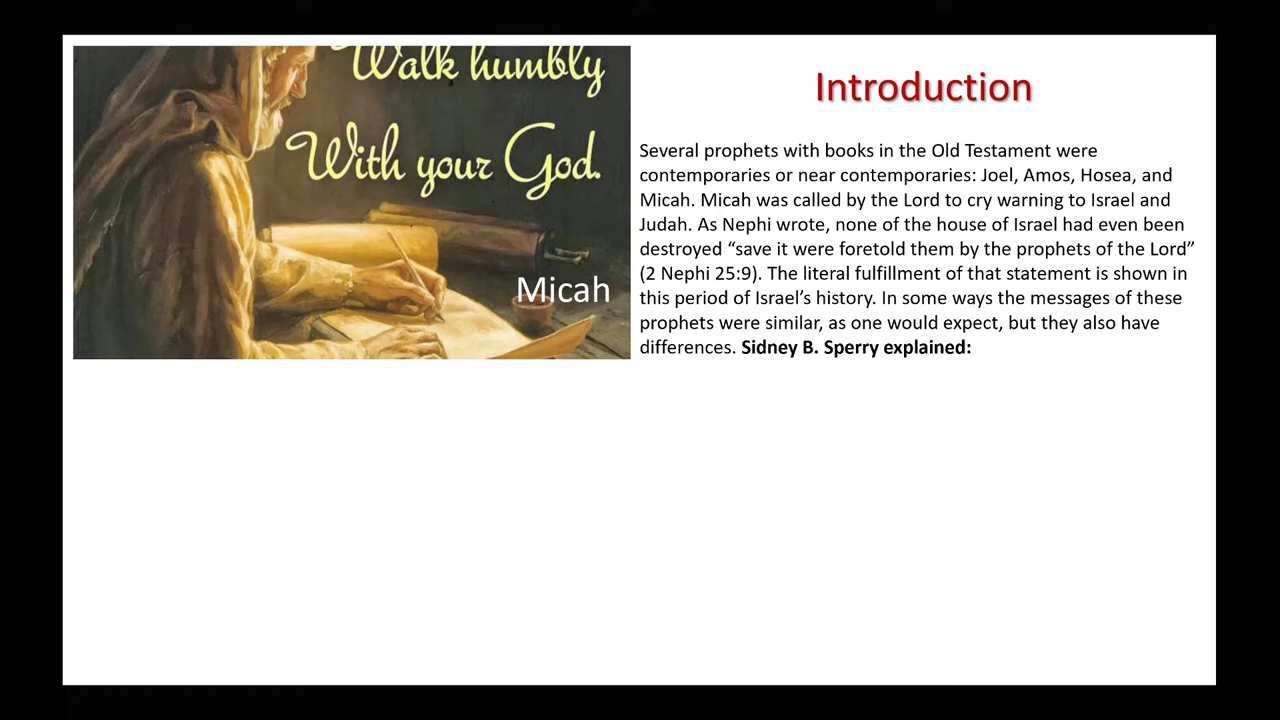 Walk humbly
With your God.
Micah
Introduction
Several prophets with books in the Old Testament were
contemporaries or near contemporaries: Joel, Amos, Hosea, and
Micah. Micah was called by the Lord to cry warning to Israel and
Judah. As Nephi wrote, none of the house of Israel had even been
destroyed “save it were foretold them by the prophets of the Lord”
(2 Nephi 25:9). The literal fulfillment of that statement is shown in
this period of Israel’s history. In some ways the messages of these
prophets were similar, as one would expect, but they also have
differences. Sidney B. Sperry explained: